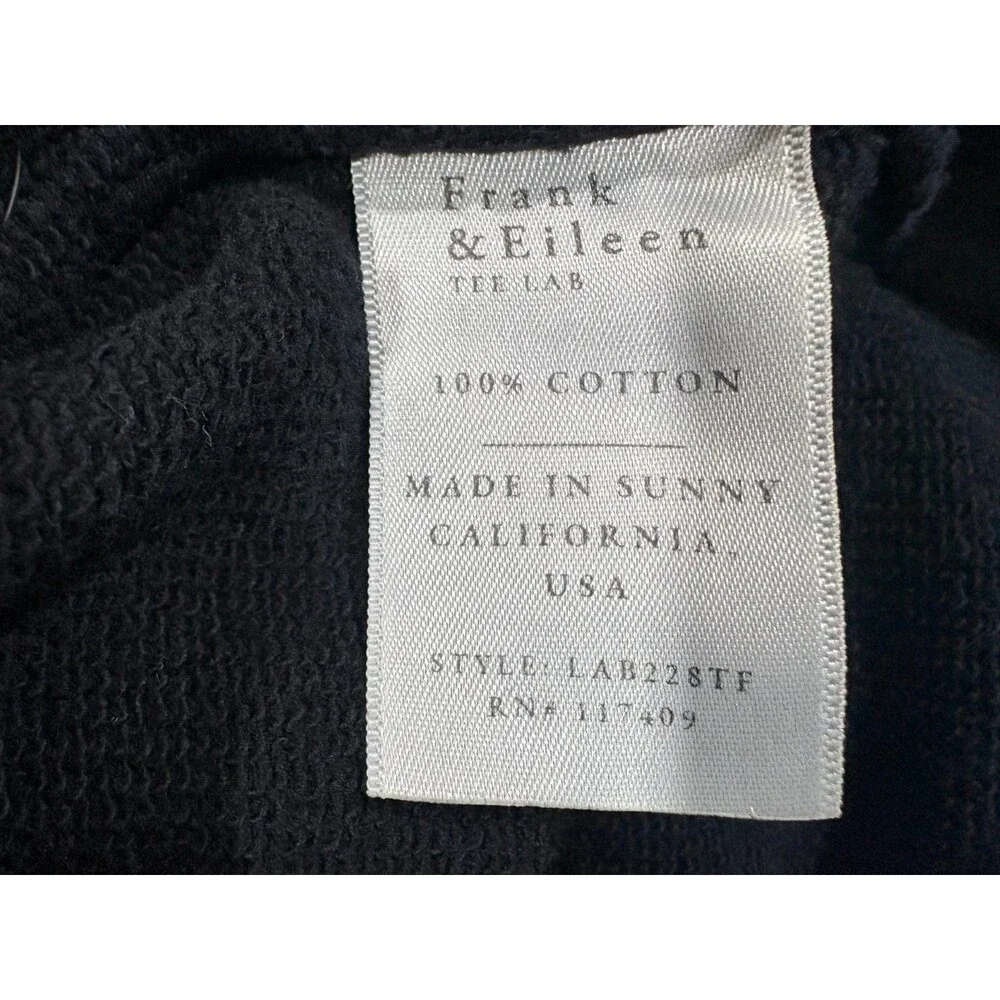 Frank
&Eileen
TEE LAB
100% COTTON
MADE IN SUNNY
CALIFORNIA,
USA
STYLE: LAB228TF
RN# 117409